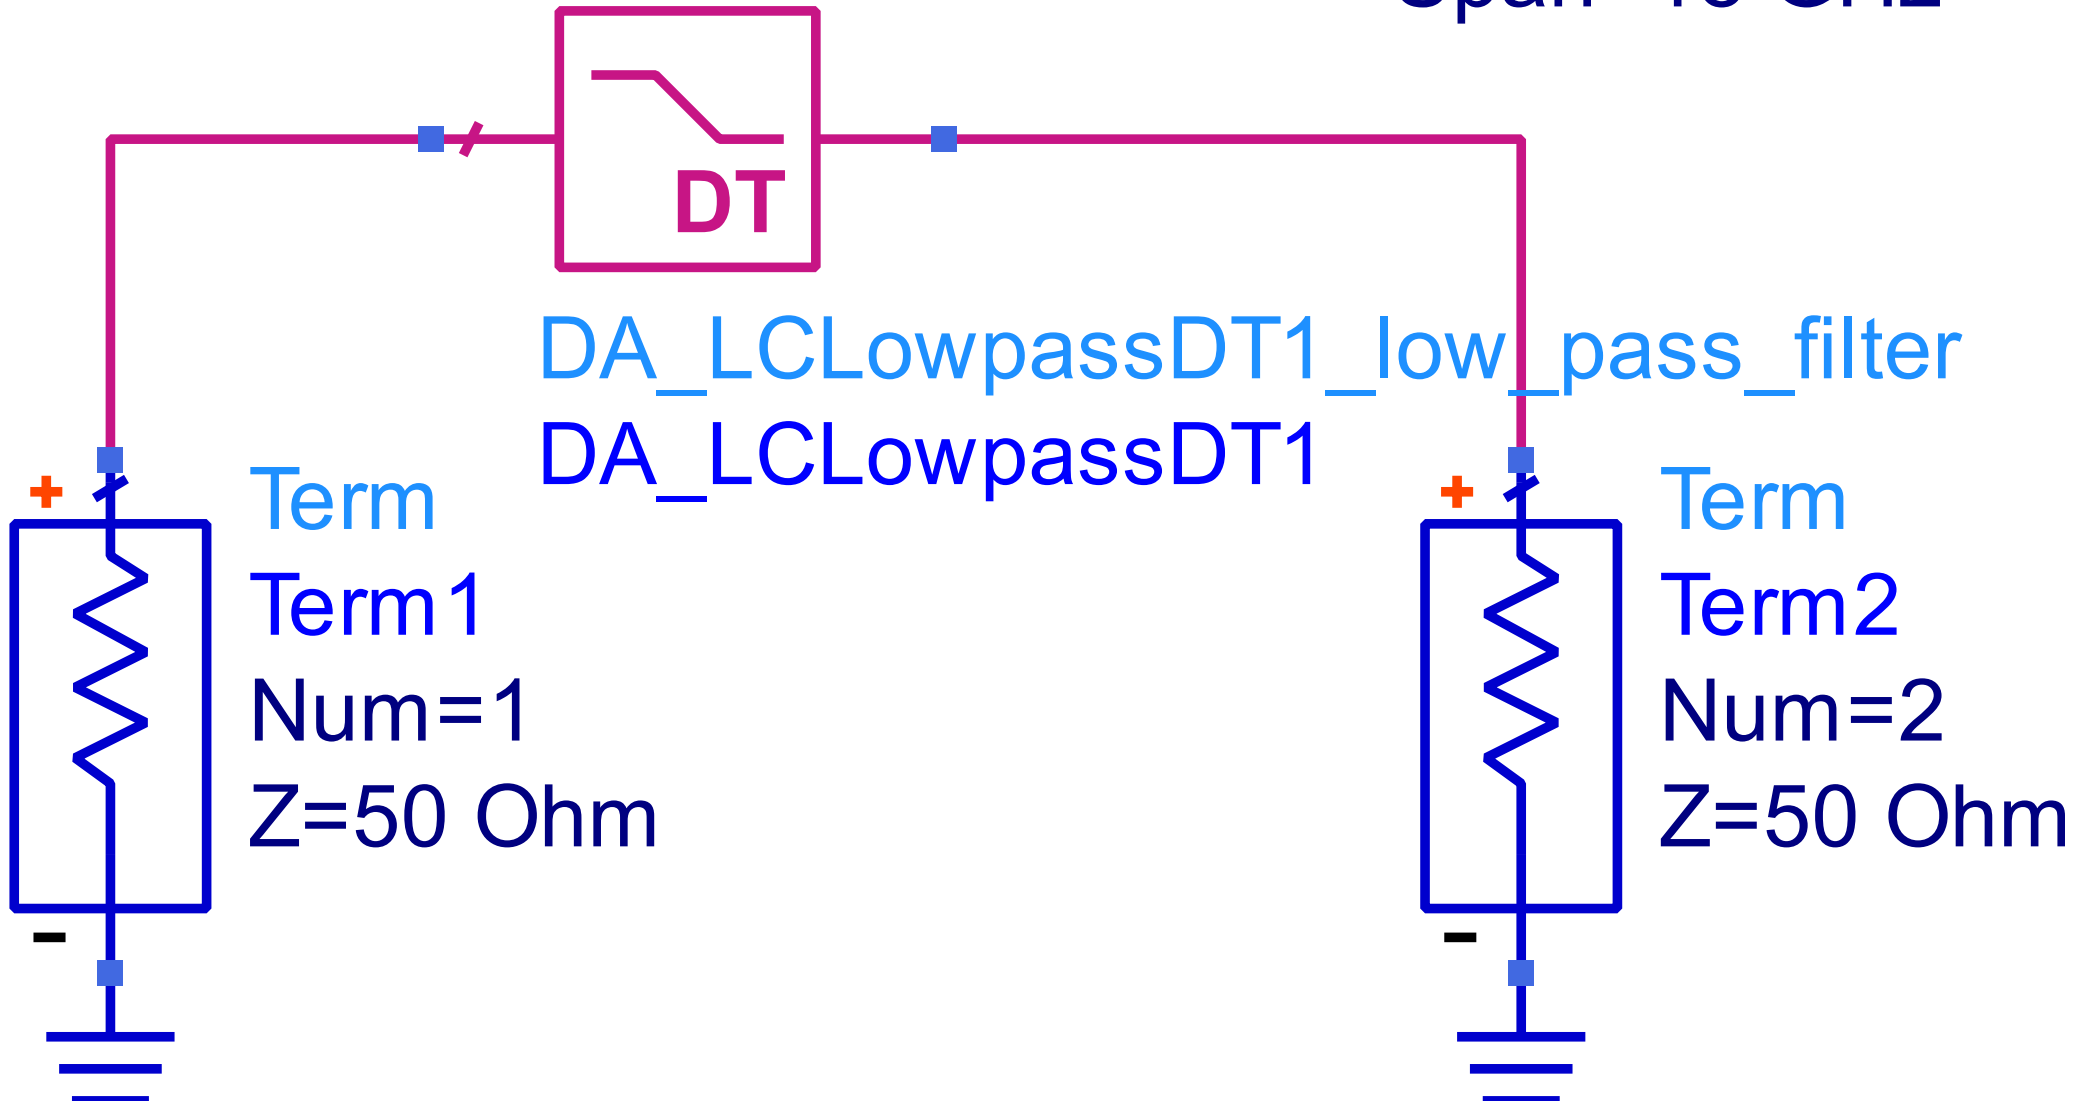 DT
DA_LCLowpassDT1_low_pass_filter
DA_LCLowpassDT1
Term
Term1
Num=1
Z=50 Ohm
Term
Term2
Num=2
Z=50 Ohm